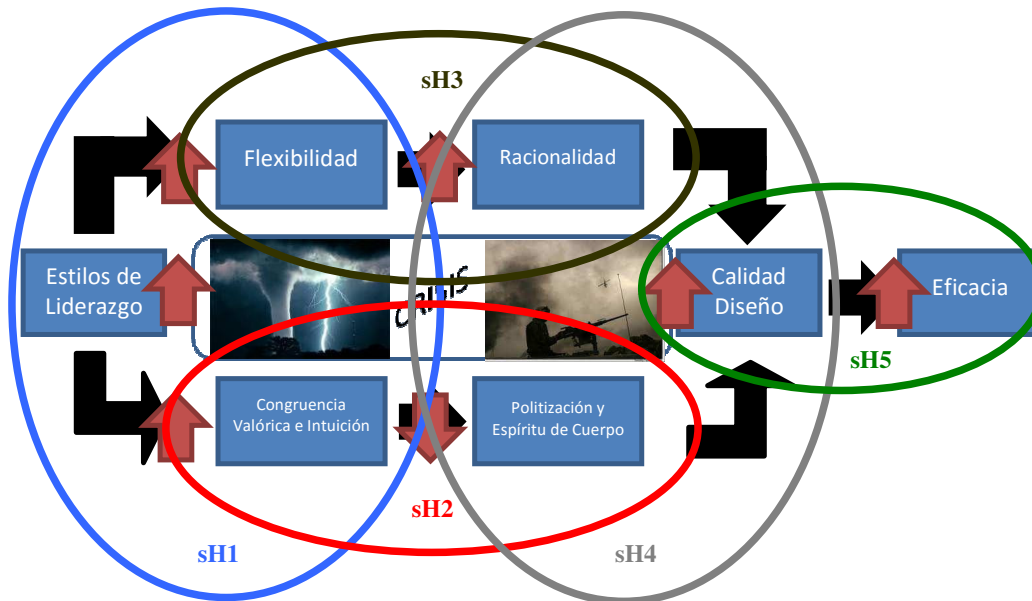 sH3
Flexibilidad
Racionalidad
Estilos de
Liderazgo
CRISIS
Calidad
Diseño
Eficacia
sH5
Congruencia
Valórica e Intuición
Politización y
Espíritu de Cuerpo
sH2
sH1
sH4